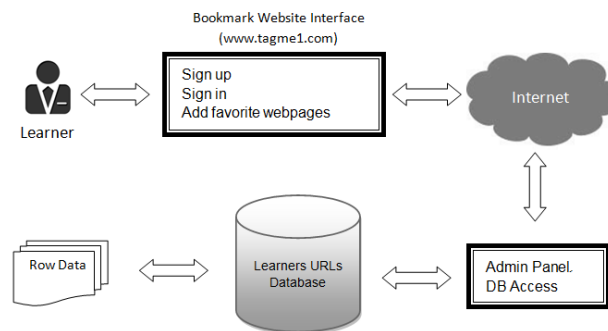 Bookmark Website Interface
(www.tagme1.com)
Sign up
Sign in
Add favorite webpages
Learner
Internet
Row Data
Learners URLs
Database
Admin Panel.
DB Access